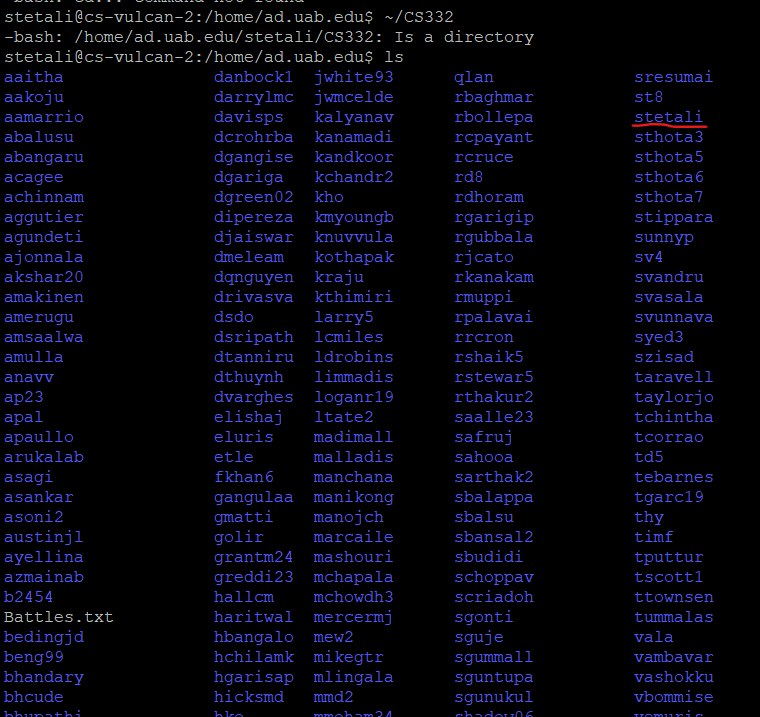 stetali@cs-vulcan-2:/home/ad.uab.edu$ ~/CS332
-bash: /home/ad.uab.edu/stetali/CS332: Is a directory
stetali@cs-vulcan-2:/home/ad.uab.edu$ ls
aaitha danbock1 jwhite93 qlan sresumai
aakoju darrylmc jwmcelde rbaghmar st8
aamarrio davisps kalyanav rbollepa stetali
abalusu dcrohrba kanamadi rcpayant sthota3
abangaru dgangise kandkoor rcruce sthota5
acagee dgariga kchandr2 rd8 sthota6
achinnam dgreen02 kho rdhoram sthota7
aggutier dipereza kmyoungb rgarigip stippara
agundeti djaiswar knuvvula rgubbala sunnyp
ajonnala dmeleam kothapak rjcato sv4
akshar20 dqnguyen kraju rkanakam svandru
amakinen drivasva kthimiri rmuppi svasala
amerugu dsdo larry5 rpalavai svunnava
amsaalwa dsripath lcmiles rrcron syed3
amulla dtanniru ldrobins rshaik5 szisad
anavv dthuynh limmadis rstewar5 taravell
ap23 dvarghes loganr19 rthakur2 taylorjo
apal elishaj ltate2 saalle23 tchintha
apaullo eluris madimall safruj tcorrao
arukalab etle malladis sahooa td5
asagi fkhan6 manchana sarthak2 tebarnes
asankar gangulaa manikong sbalappa tgarc19
asoni2 gmatti manojch sbalsu thy
austinjl golir marcaile sbansal2 timf
ayellina grantm24 mashouri sbudidi tputtur
azmainab greddi23 mchapala schoppav tscott1
b2454 hallcm mchowdh3 scriadoh ttownsen
Battles.txt haritwal mercermj sgonti tummalas
bedingjd hbangalo mew2 sguje vala
beng99 hchilamk mikegtr sgummall vambavar
bhandary hgarisap mlingala sguntupa vashokku
bhcude hicksmd mmd2 sgunukul vbommise